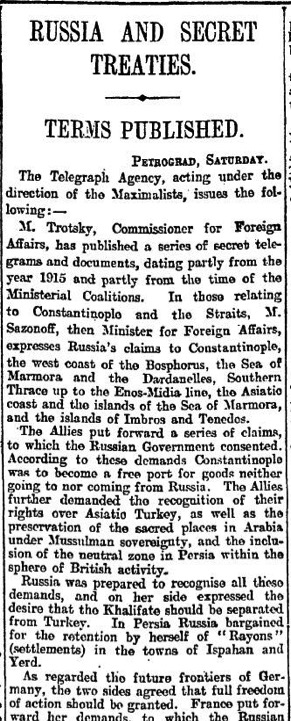 RUSSIA AND SECRET
TREATIES.
TERMS PUBLISHED.
PETROGRAD, SATURDAY.
The Telegraph Agency, acting under the
direction of the Maximalists, issues the fol-
lowing:—
M. Trotsky, Commissioner for Foreign
Affairs, has published a series of secret tele-
grams and documents, dating partly from the
year 1915 and partly from the time of the
Ministerial Coalitions. In those relating
to Constantinople and the Straits, M.
Sazonoff, then Minister for Foreign Affairs,
expresses Russia's claims to Constantinople,
the west coast of the Bosphorus, the Sea of
Marmora and the Dardanelles, Southern
Thrace up to the Enos-Midia line, the Asiatic
coast and the islands of the Sea of Marmora,
and the islands of Imbros and Tenedos.
The Allies put forward a series of claims,
to which the Russian Government consented.
According to these demands Constantinople
was to become a free port for goods neither
going to nor coming from Russia. The Allies
further demanded the recognition of their
rights over Asiatic Turkey, as well as the
preservation of the sacred places in Arabia
under Mussulman sovereignty, and the inclu-
sion of the neutral zone in Persia within the
sphere of British activity.
Russia was prepared to recognise all these
demands, and on her side expressed the
desire that the Khalifate should be separated
from Turkey. In Persia Russia bargained
for the retention by herself of "Rayons"
(settlements) in the towns of Ispahan and
Yerd.
As regarded the future frontiers of Ger-
many, the two sides agreed that full freedom
of action should be granted. France put for-
ward her demands, to which the Russian